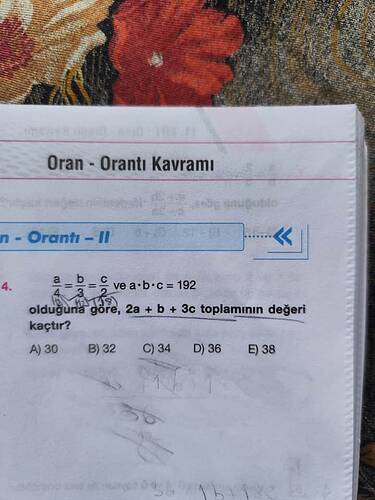 Oran - Orantı Kavramı
n - Orantı – II
4. a/4 = b/3 = c/2 ve a·b·c = 192
olduğuna göre, 2a + b + 3c toplamının değeri
kaçtır?
A) 30 B) 32 C) 34 D) 36 E) 38